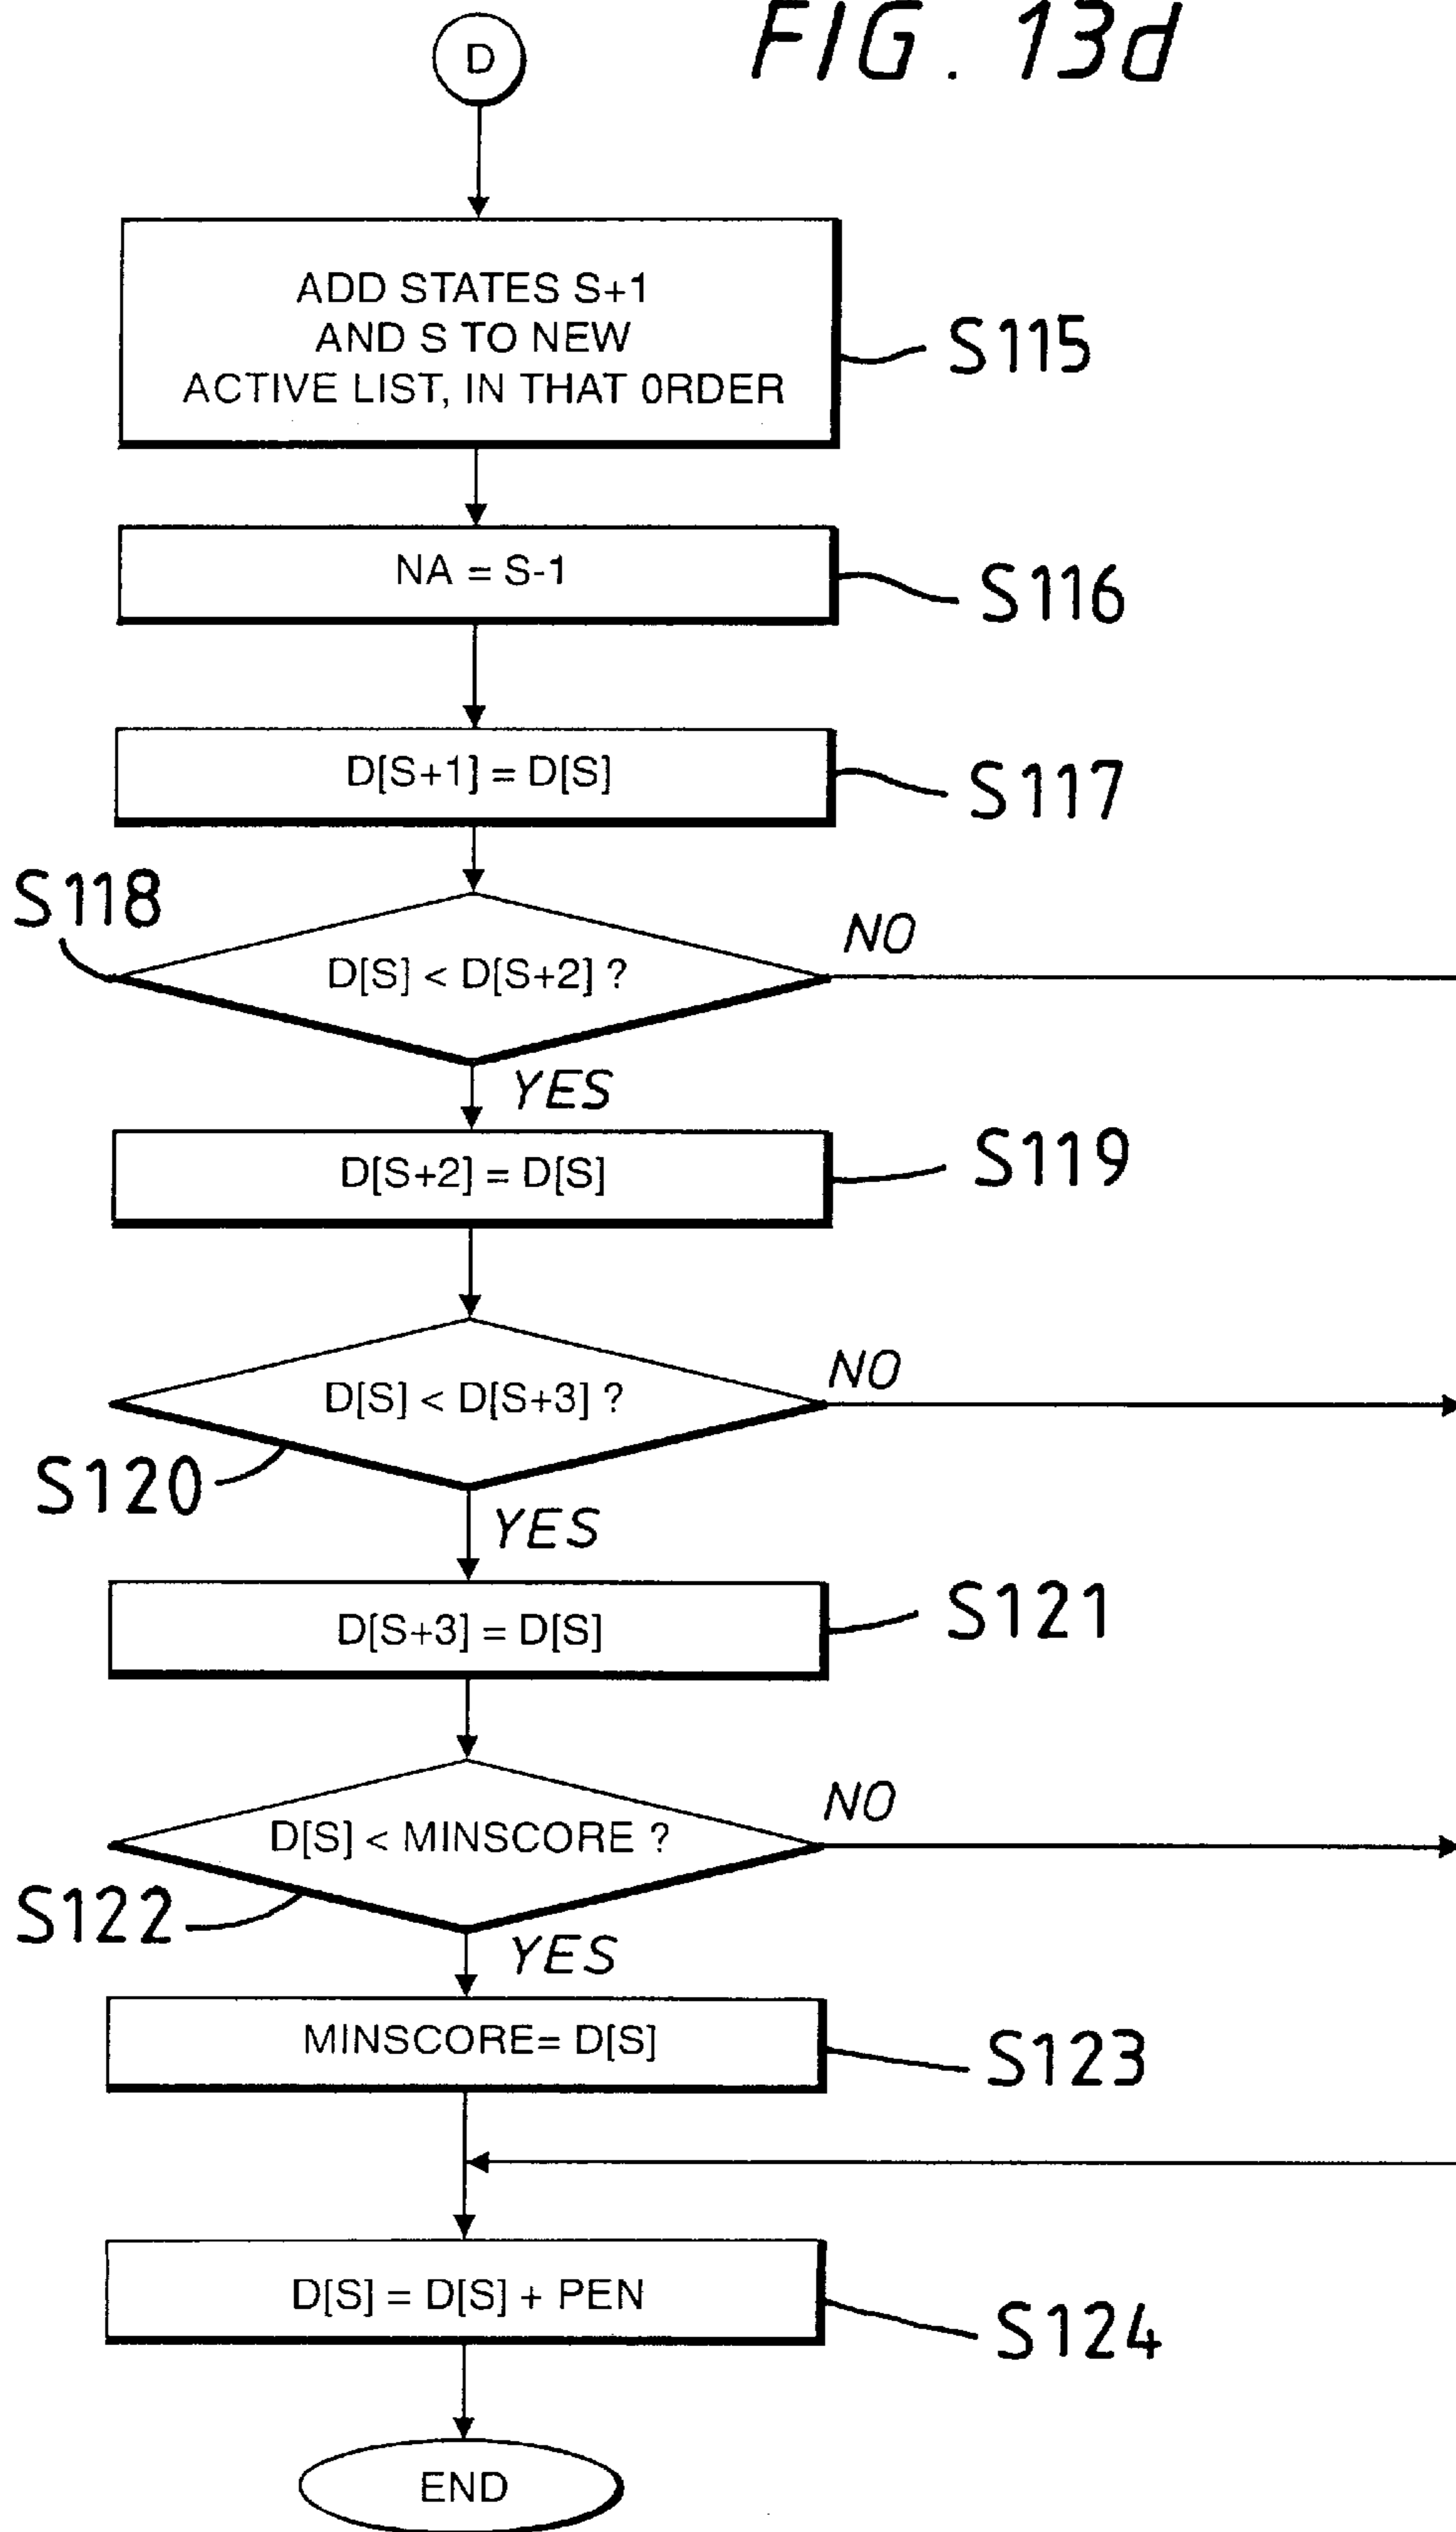 FIG. 13d
D
ADD STATES S+1
AND S TO NEW
ACTIVE LIST, IN THAT 0RDER
S115
NA = S-1
S116
D[S+1] = D[S]
S117
S118
D[S] < D[S+2] ?
NO
YES
D[S+2] = D[S]
S119
D[S] < D[S+3] ?
NO
S120
YES
D[S+3] = D[S]
S121
D[S] < MINSCORE ?
NO
S122
YES
MINSCORE= D[S]
S123
D[S] = D[S] + PEN
S124
END